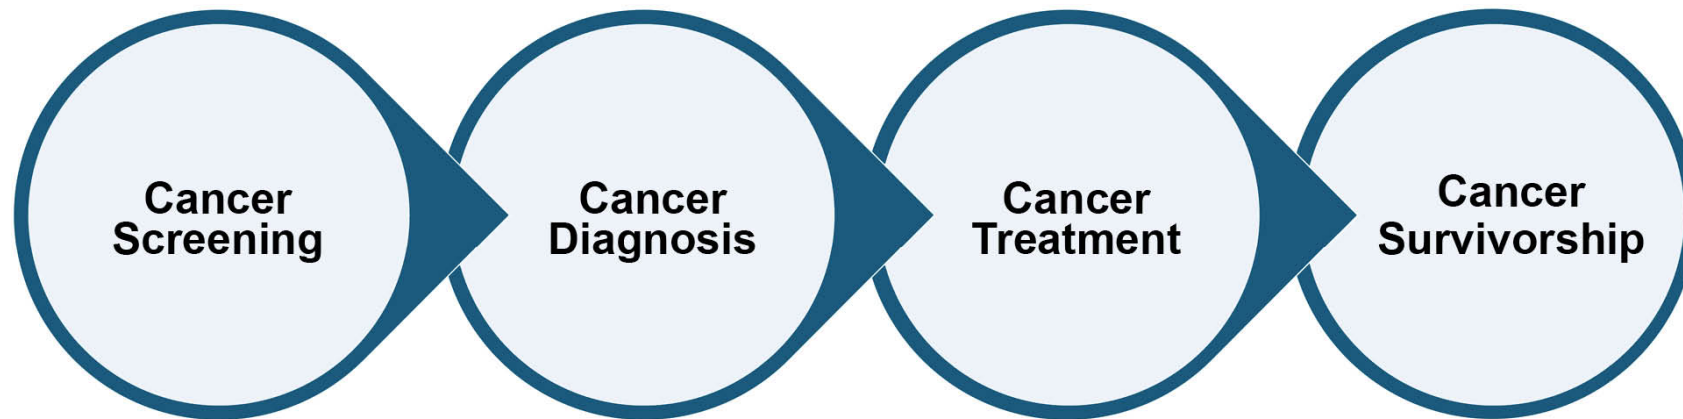 Cancer
Screening
Cancer
Diagnosis
Cancer
Treatment
Cancer
Survivorship